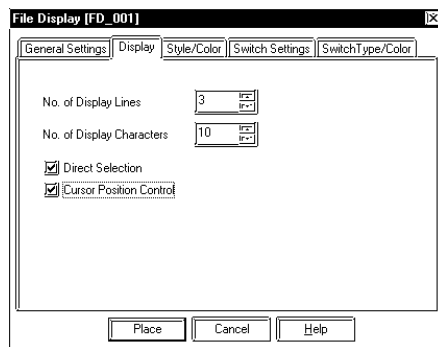 File Display [FD_001]
General Settings Display Style/Color Switch Settings SwitchType/Color
No. of Display Lines 3
No. of Display Characters 10
Direct Selection
Cursor Position Control
Place Cancel Help